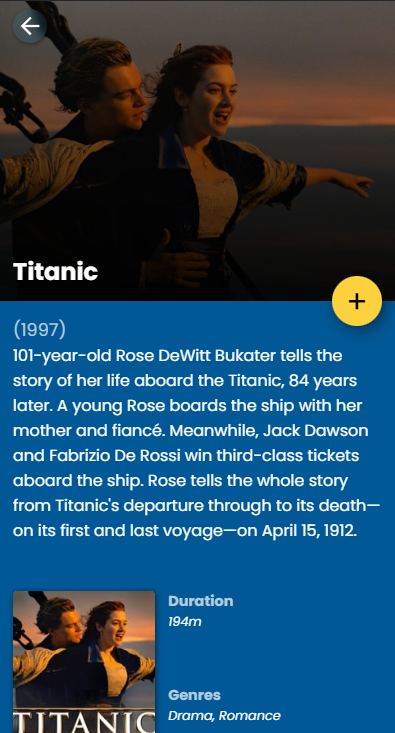 Titanic
(1997)
101-year-old Rose DeWitt Bukater tells the
story of her life aboard the Titanic, 84 years
later. A young Rose boards the ship with her
mother and fiancé. Meanwhile, Jack Dawson
and Fabrizio De Rossi win third-class tickets
aboard the ship. Rose tells the whole story
from Titanic's departure through to its death—
on its first and last voyage—on April 15, 1912.
Duration
194m
Genres
Drama, Romance
TITANIC